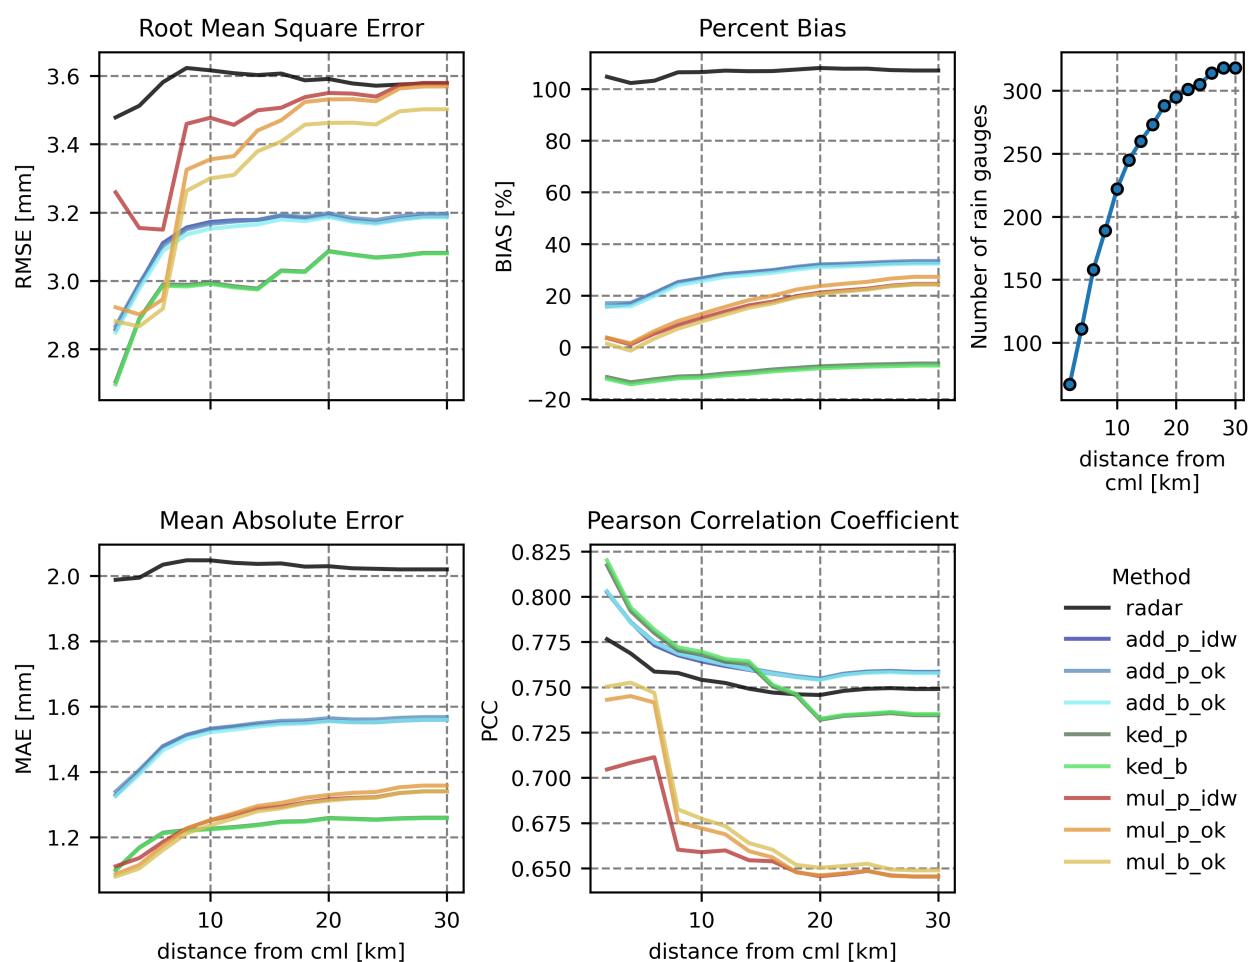 Root Mean Square Error
3.6
3.4
3.2
3.0
2.8
RMSE [mm]
Percent Bias
100
80
60
40
20
0
−20
BIAS [%]
300
250
200
150
100
Number of rain gauges
10 20 30
distance from
cml [km]
Mean Absolute Error
2.0
1.8
1.6
1.4
1.2
MAE [mm]
10 20 30
distance from cml [km]
Pearson Correlation Coefficient
0.825
0.800
0.775
0.750
0.725
0.700
0.675
0.650
PCC
10 20 30
distance from cml [km]
Method
radar
add_p_idw
add_p_ok
add_b_ok
ked_p
ked_b
mul_p_idw
mul_p_ok
mul_b_ok